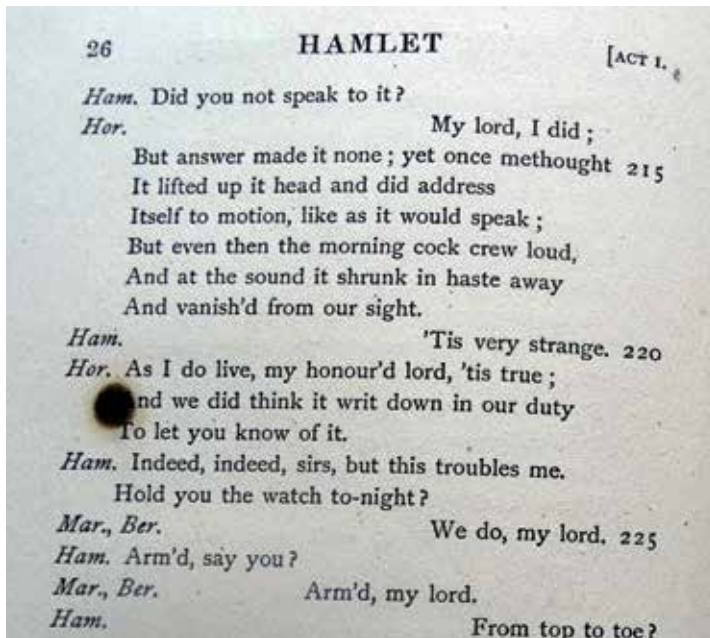 26 HAMLET [ACT I.
Ham. Did you not speak to it?
Hor. My lord, I did;
But answer made it none; yet once methought 215
It lifted up it head and did address
Itself to motion, like as it would speak;
But even then the morning cock crew loud,
And at the sound it shrunk in haste away
And vanish'd from our sight.
Ham. 'Tis very strange. 220
Hor. As I do live, my honour'd lord, 'tis true;
nd we did think it writ down in our duty
To let you know of it.
Ham. Indeed, indeed, sirs, but this troubles me.
Hold you the watch to-night?
Mar., Ber. We do, my lord. 225
Ham. Arm'd, say you?
Mar., Ber. Arm'd, my lord.
Ham. From top to toe?